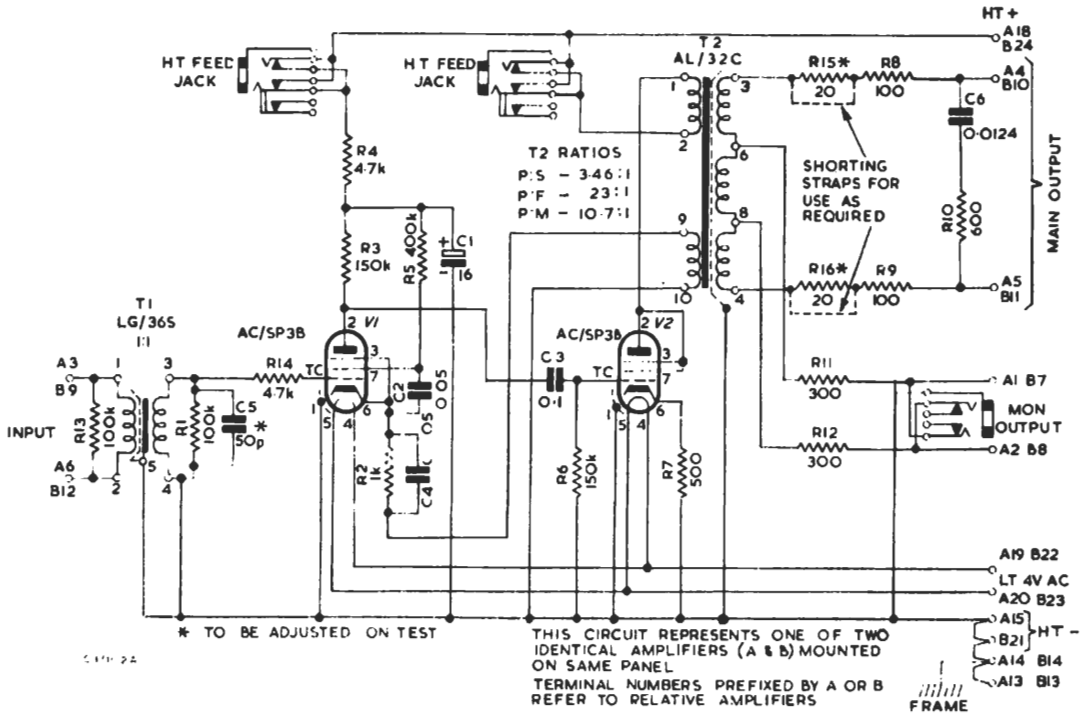 HT +
A18
B24
T2
AL/32C
HT FEED
JACK
HT FEED
JACK
1
2
3
6
8
9
10
4
R15*
20
R8
100
A4
B10
C6
0.0124
R10
600
MAIN OUTPUT
SHORTING
STRAPS FOR
USE AS
REQUIRED
T2 RATIOS
P:S - 3.46:1
P:F - 23:1
P:M - 10.7:1
R4
4.7k
R3
150k
R5 400k
+
C1
-
16
R16*
20
R9
100
A5
B11
T1
LG/36S
1:1
AC/SP3B
2 V1
AC/SP3B
2 V2
A3
B9
1
3
R14
4.7k
TC
3
7
1
5
4
6
C2
0.5
C3
0.1
TC
3
7
1
5
4
6
R11
300
A1 B7
MON
OUTPUT
INPUT
R13
100k
R1
100k
C5
*
50p
A6
B12
2
5
4
R2
1k
C4
0.5
R6
150k
R7
500
R12
300
A2 B8
A19 B22
LT 4V AC
A20 B23
A15
B21
HT -
A14 B14
A13 B13
FRAME
* TO BE ADJUSTED ON TEST
THIS CIRCUIT REPRESENTS ONE OF TWO
IDENTICAL AMPLIFIERS (A & B) MOUNTED
ON SAME PANEL
TERMINAL NUMBERS PREFIXED BY A OR B
REFER TO RELATIVE AMPLIFIERS